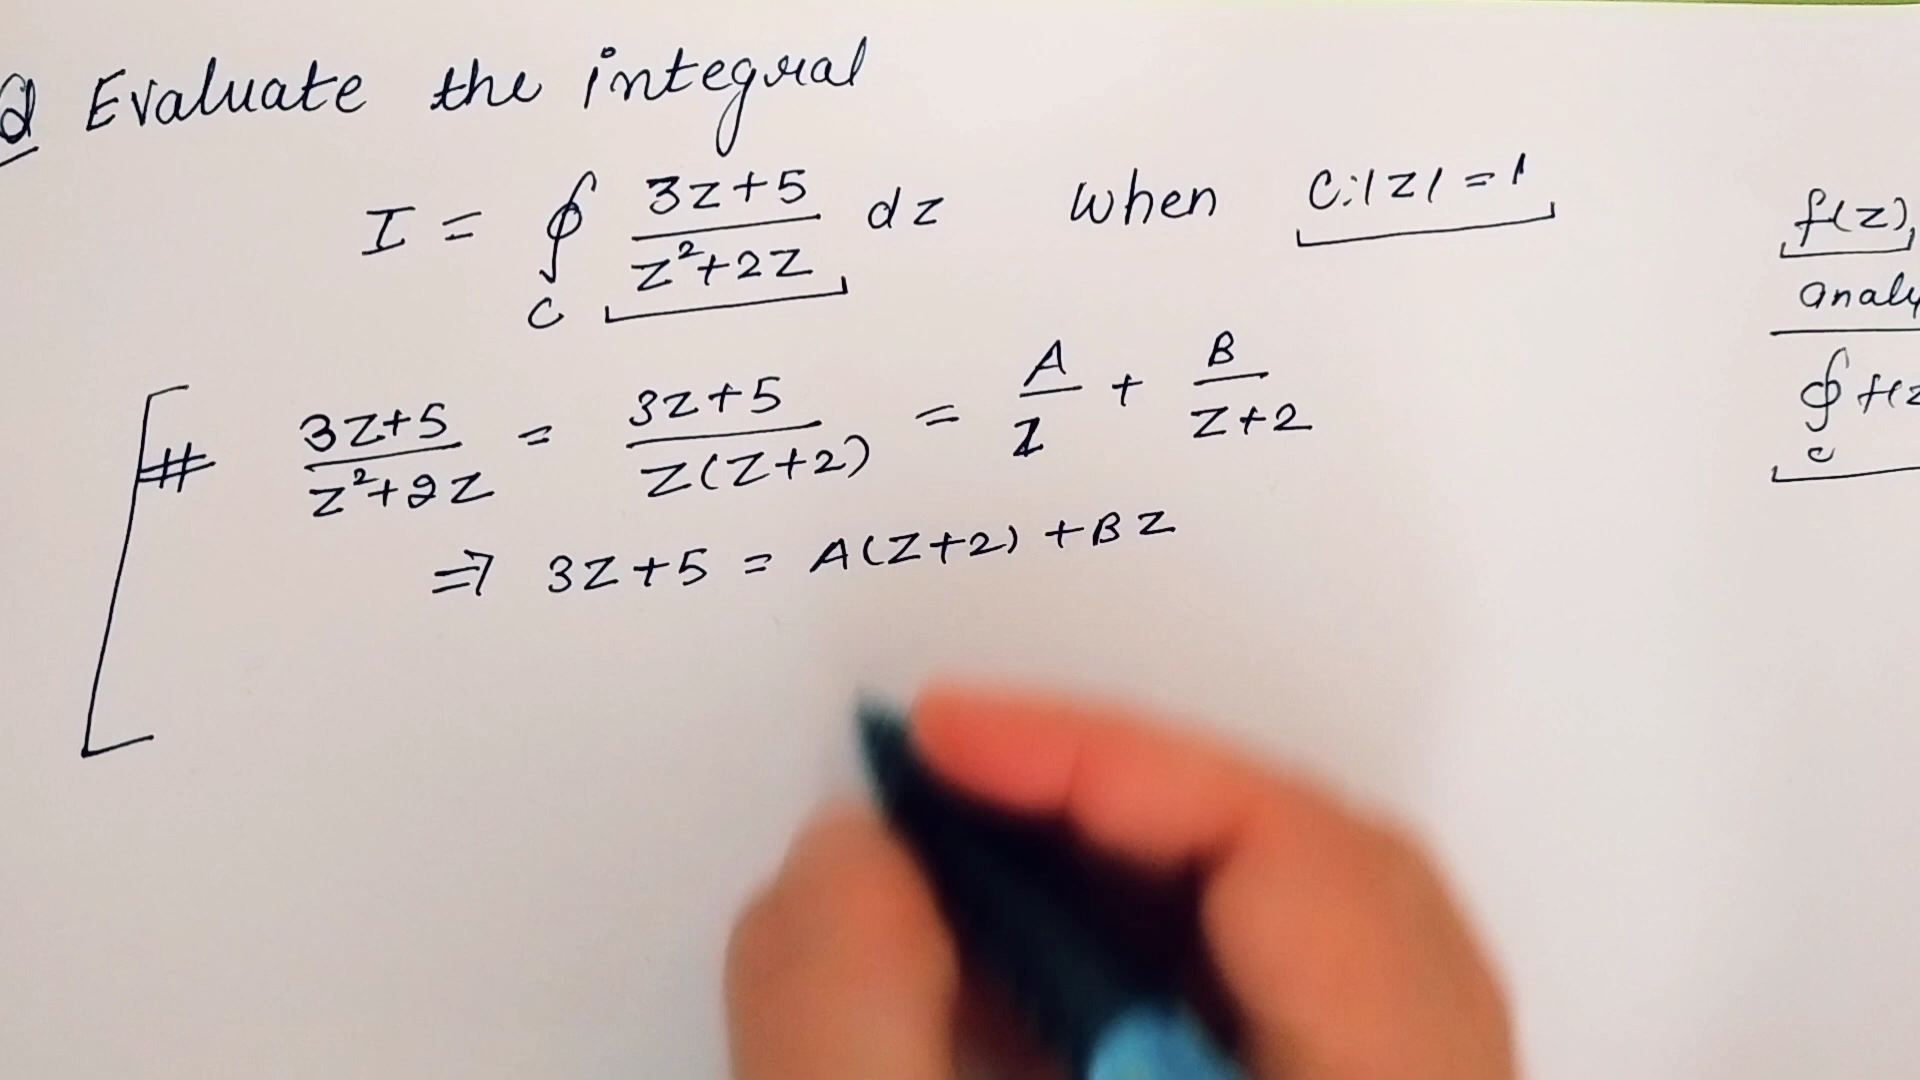 Q Evaluate the integral
I = ∮_C (3z+5)/(z²+2z) dz when C:|z|=1
# (3z+5)/(z²+2z) = (3z+5)/(z(z+2)) = A/z + B/(z+2)
⇒ 3z+5 = A(z+2) + Bz
f(z),
∮_c